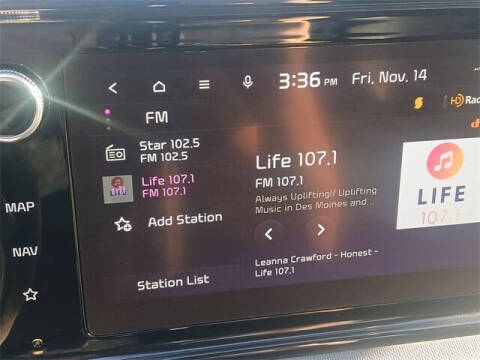 3:36 PM Fri, Nov. 14
HD Rad
FM
Star 102.5
FM 102.5
Life 107.1
FM 107.1
Add Station
Station List
Life 107.1
FM 107.1
Always Uplifting!/ Uplifting
Music in Des Moines and...
Leanna Crawford - Honest -
Life 107.1
LIFE
107.1
MAP
NAV